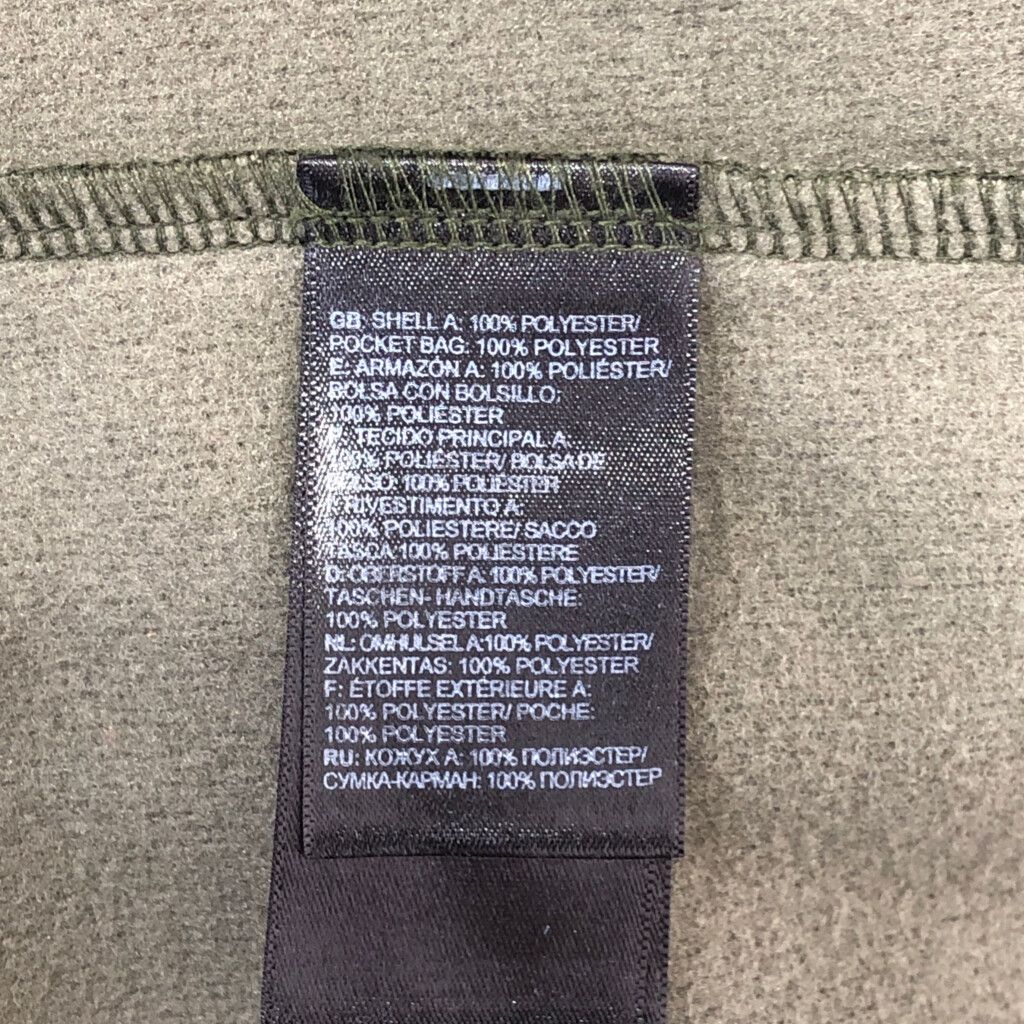 GB: SHELL A: 100% POLYESTER/
POCKET BAG: 100% POLYESTER
E: ARMAZÓN A: 100% POLIÉSTER/
BOLSA CON BOLSILLO:
100% POLIÉSTER
TECIDO PRINCIPAL A:
100% POLIÉSTER/ BOLSA DE
BOLSO: 100% POLIÉSTER
RIVESTIMENTO A:
100% POLIESTERE/ SACCO
TASCA:100% POLIESTERE
D: OBERSTOFF A: 100% POLYESTER/
TASCHEN- HANDTASCHE:
100% POLYESTER
NL: OMHULSEL A:100% POLYESTER/
ZAKKENTAS: 100% POLYESTER
F: ÉTOFFE EXTÉRIEURE A:
100% POLYESTER/ POCHE:
100% POLYESTER
RU: КОЖУХ А: 100% ПОЛИЭСТЕР/
СУМКА-КАРМАН: 100% ПОЛИЭСТЕР